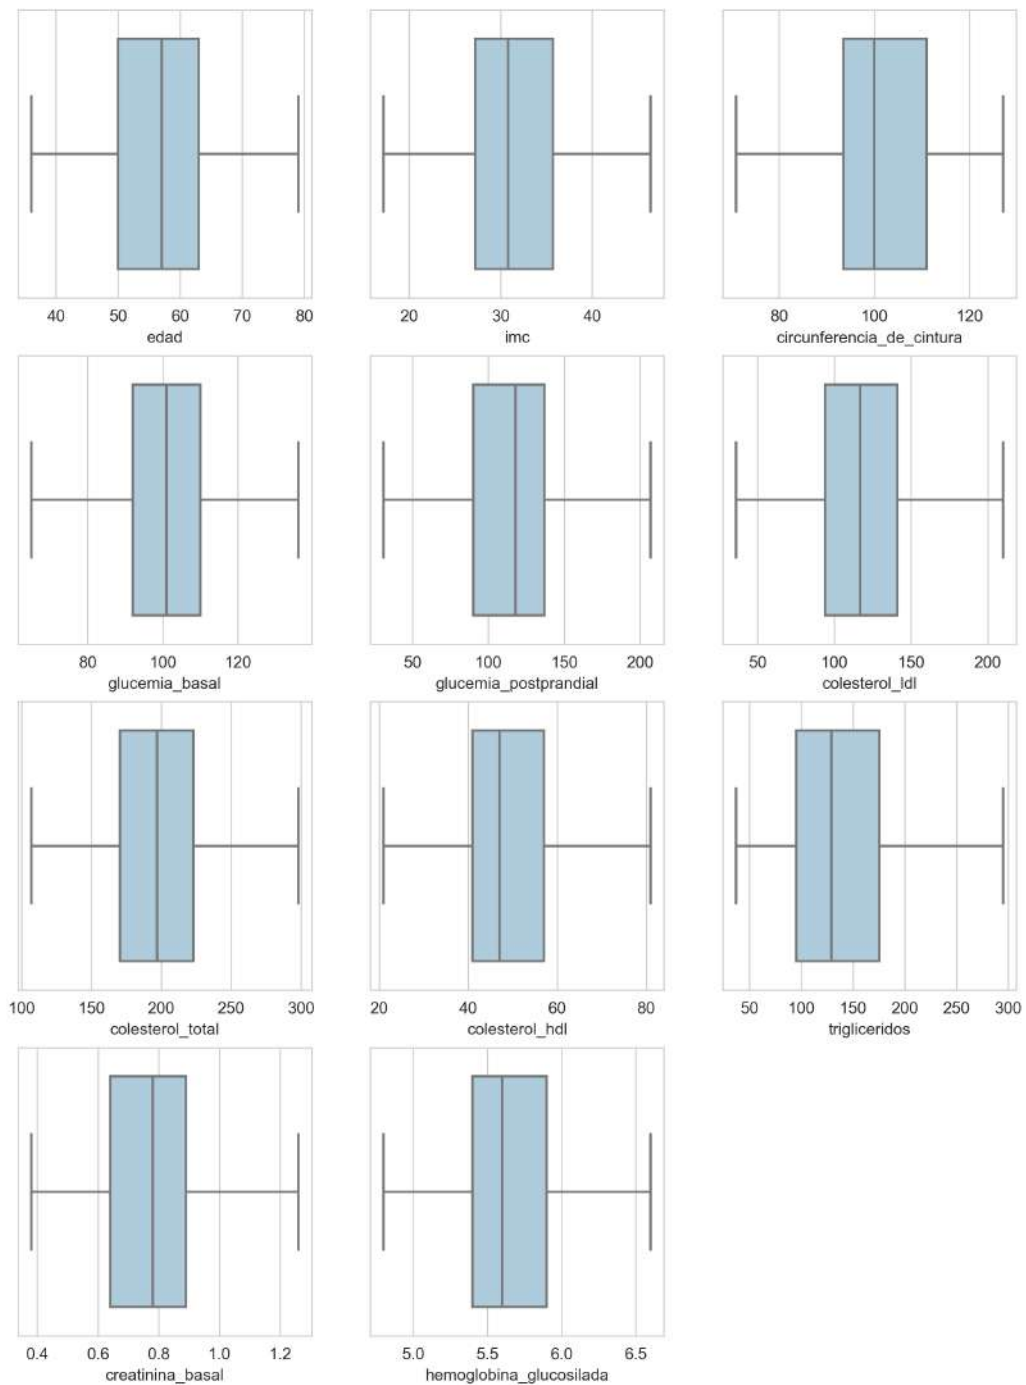 40 50 60 70 80
edad
20 30 40
imc
80 100 120
circunferencia_de_cintura
80 100 120
glucemia_basal
50 100 150 200
glucemia_postprandial
50 100 150 200
colesterol_ldl
100 150 200 250 300
colesterol_total
20 40 60 80
colesterol_hdl
50 100 150 200 250 300
trigliceridos
0.4 0.6 0.8 1.0 1.2
creatinina_basal
5.0 5.5 6.0 6.5
hemoglobina_glucosilada